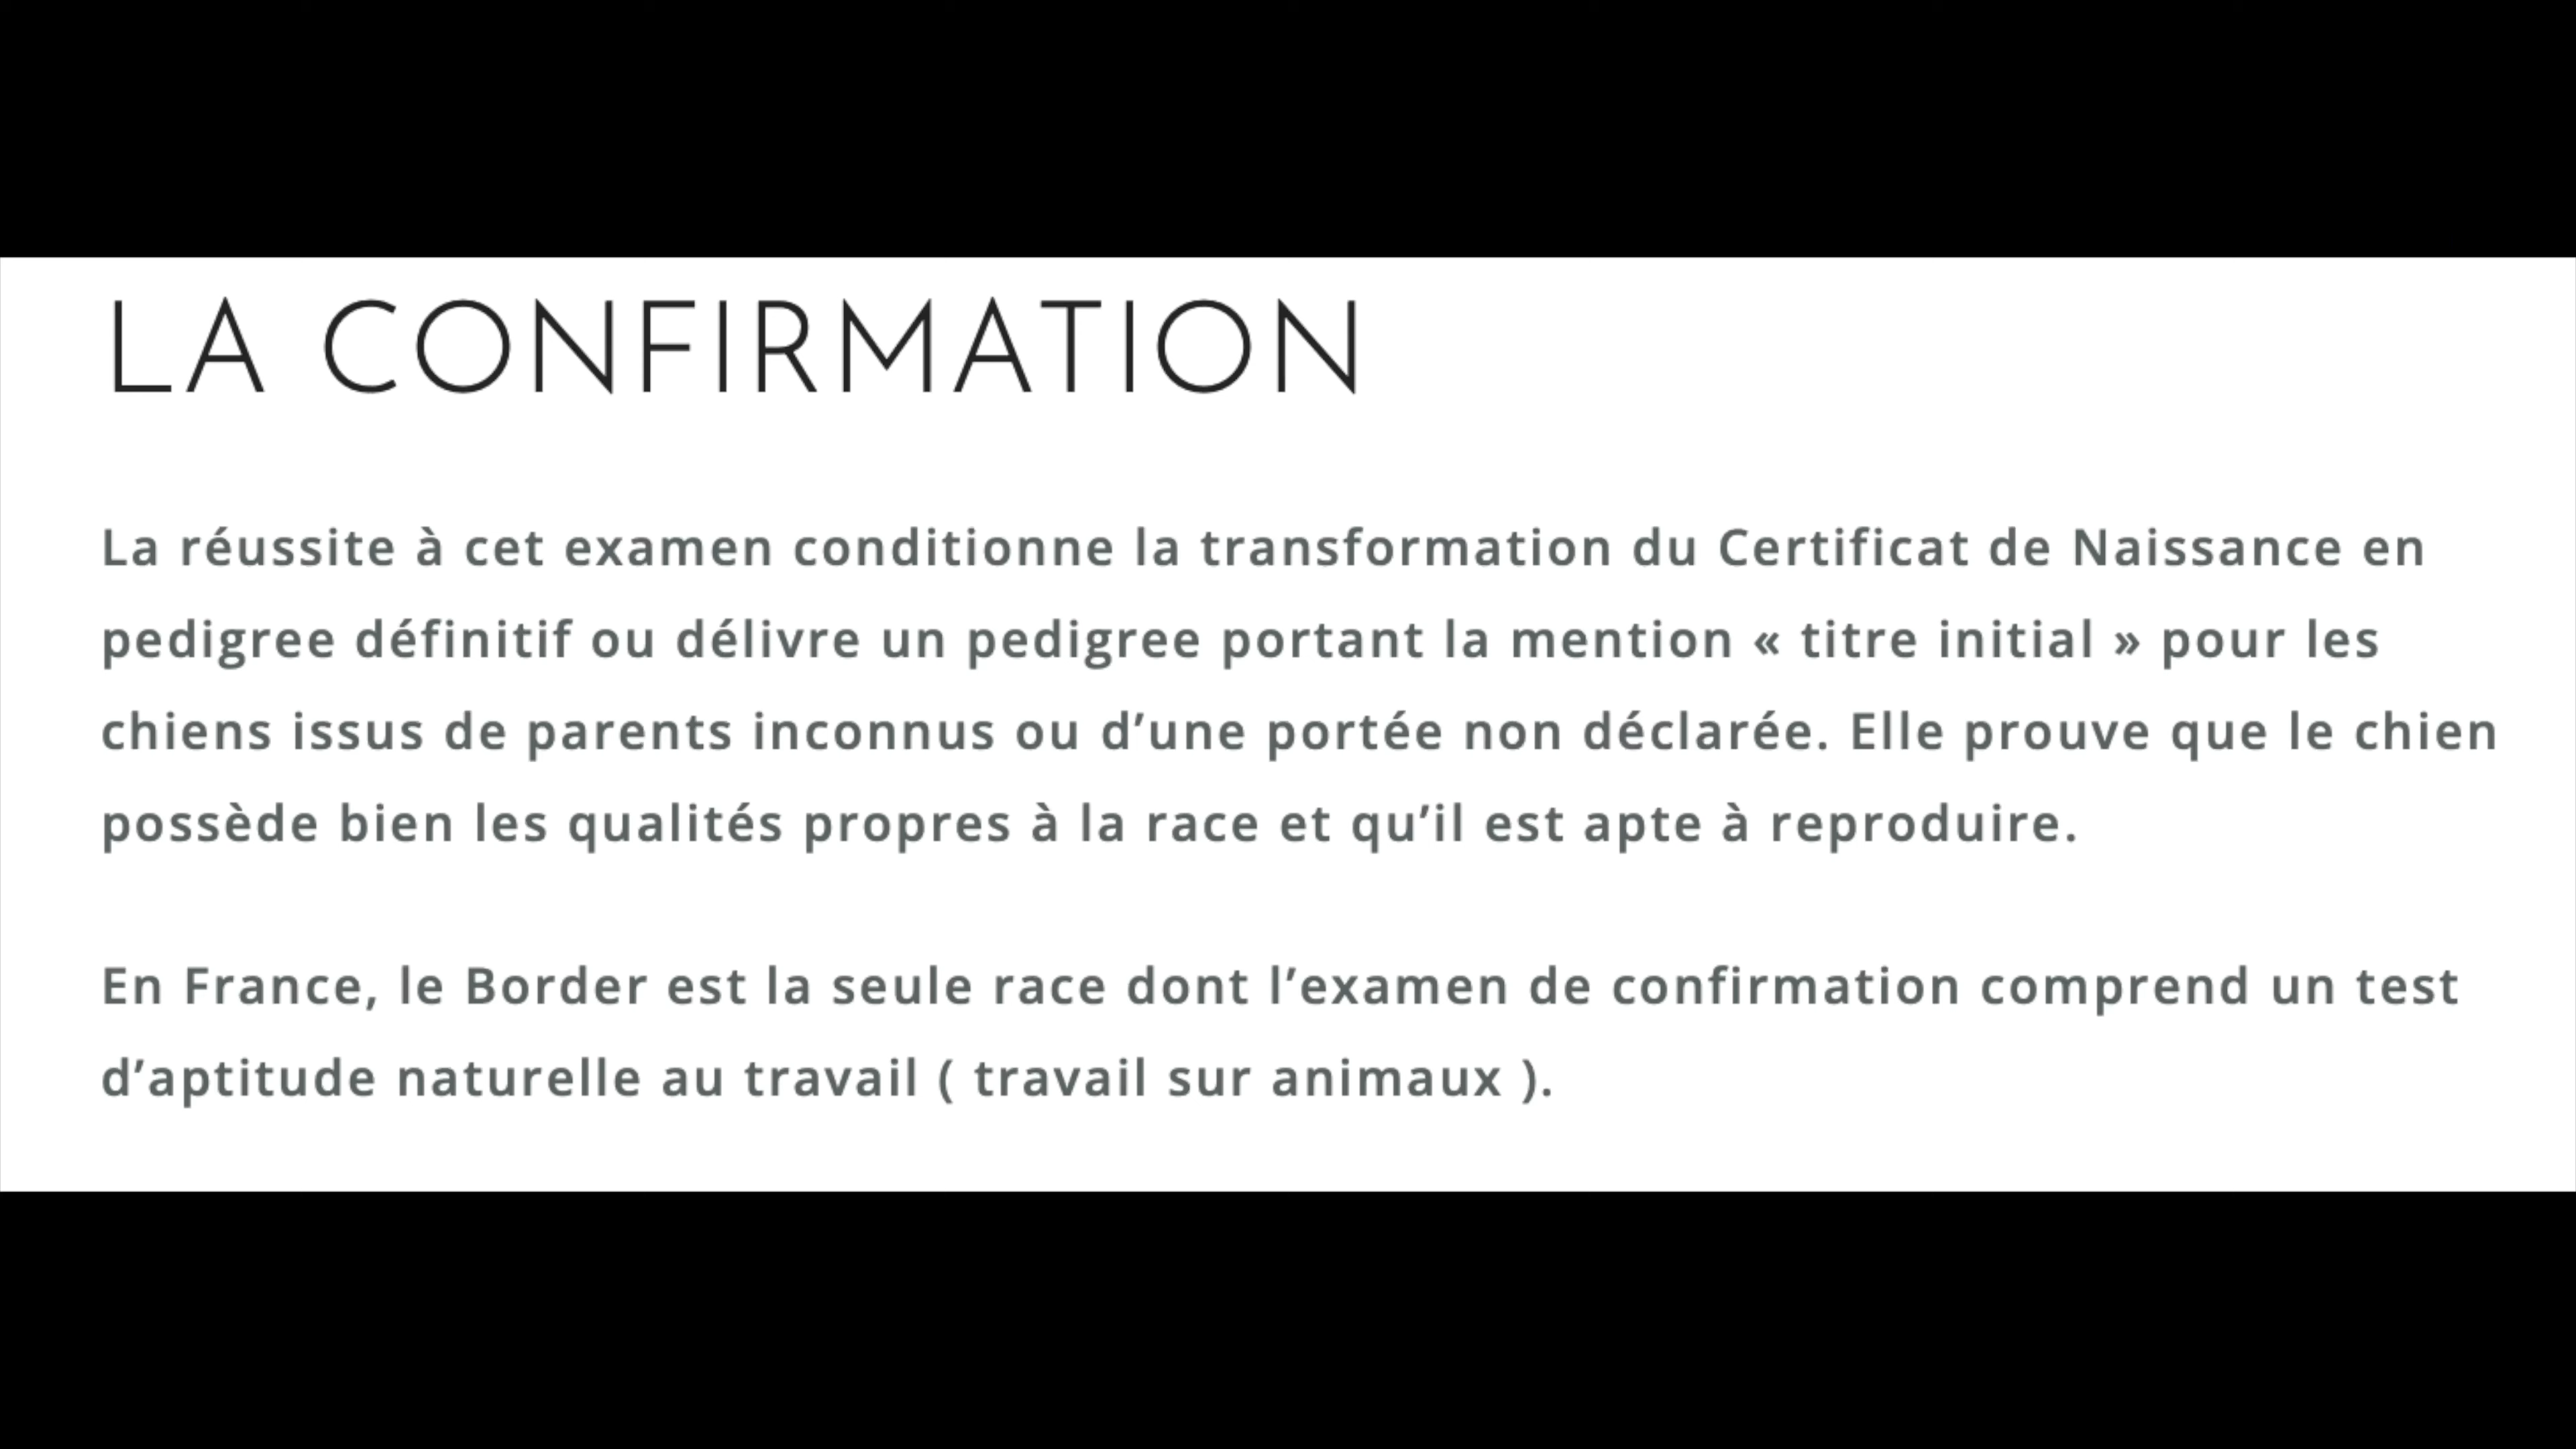 LA CONFIRMATION
La réussite à cet examen conditionne la transformation du Certificat de Naissance en
pedigree définitif ou délivre un pedigree portant la mention « titre initial » pour les
chiens issus de parents inconnus ou d’une portée non déclarée. Elle prouve que le chien
possède bien les qualités propres à la race et qu’il est apte à reproduire.
En France, le Border est la seule race dont l’examen de confirmation comprend un test
d’aptitude naturelle au travail ( travail sur animaux ).